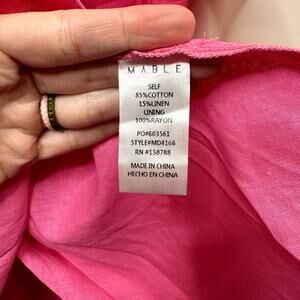 MABLE
SELF
85%COTTON
15%LINEN
LINING
100%RAYON
PO#603561
STYLE#MD4166
RN #158788
MADE IN CHINA
HECHO EN CHINA